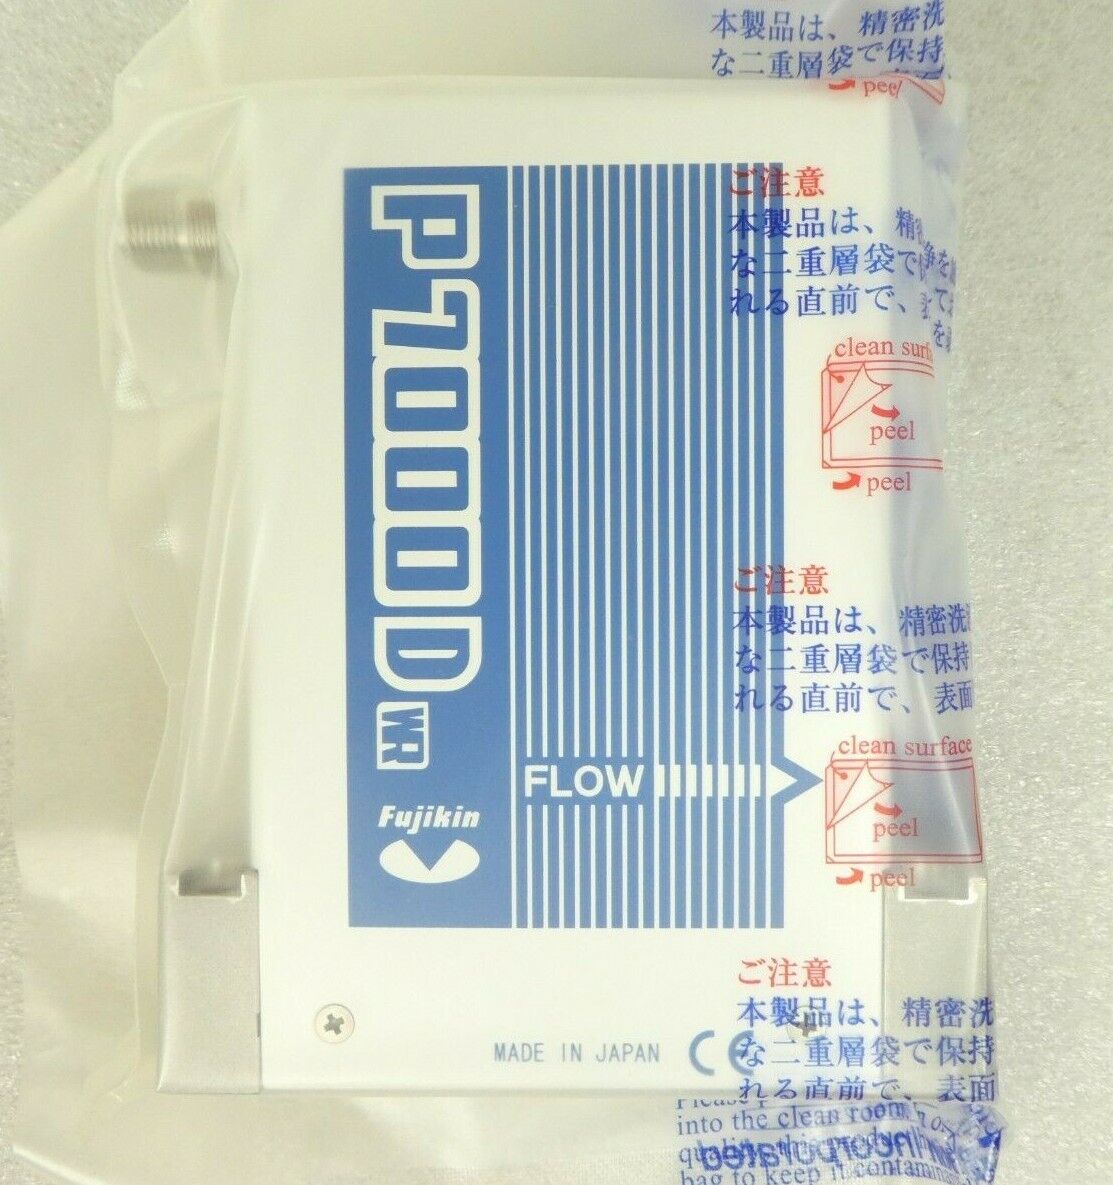 本製品は、精密洗
な二重層袋で保持
peel
P7000D
WR
Fujikin
FLOW
ご注意
本製品は、精
な二重層袋で
れる直前で、
clean surf
peel
peel
ご注意
本製品は、精密洗
な二重層袋で保持
れる直前で、表面
clean surface
peel
peel
ご注意
本製品は、精密洗
な二重層袋で保持
れる直前で、表面
MADE IN JAPAN
CE
into the clean room
bag to keep it contamin